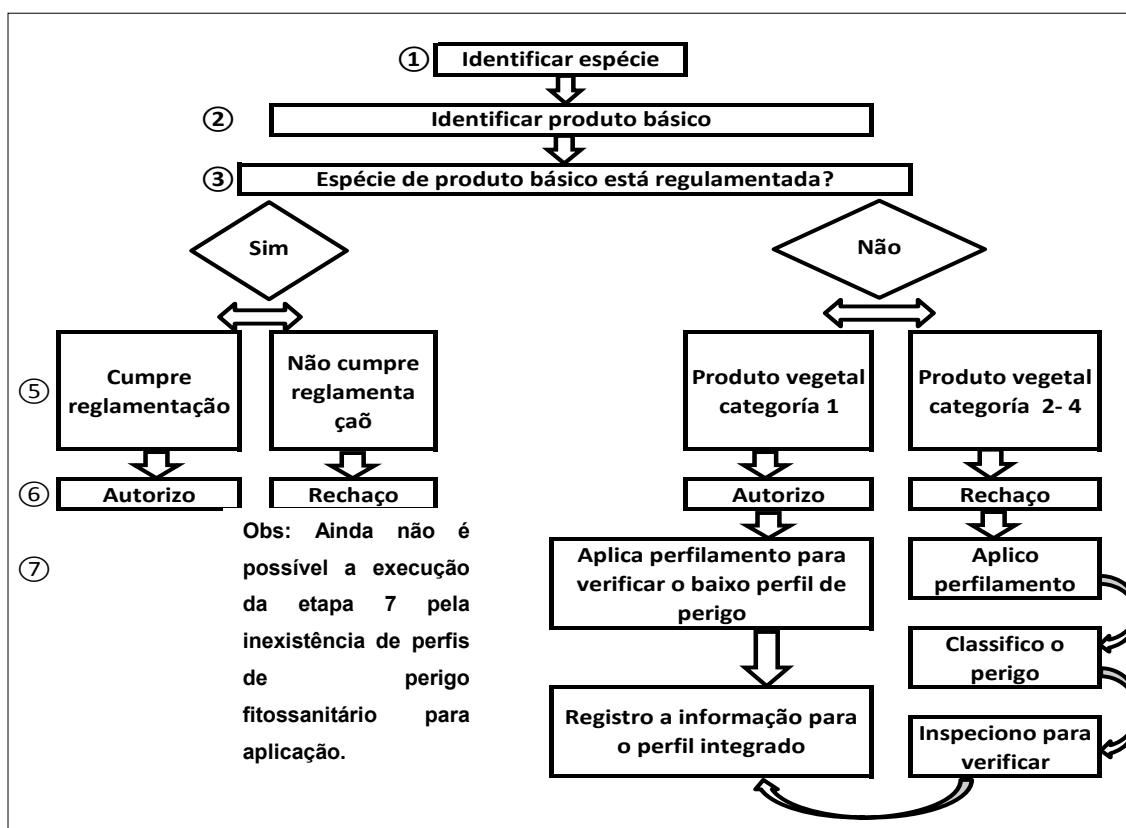 ① Identificar espécie
② Identificar produto básico
③ Espécie de produto básico está regulamentada?
Sim
Não
⑤
Cumpre
reglamentação
Não cumpre
reglamenta
çaõ
Produto vegetal
categoría 1
Produto vegetal
categoría 2- 4
⑥ Autorizo
Rechaço
Autorizo
Rechaço
⑦
Obs: Ainda não é
possível a execução
da etapa 7 pela
inexistência de perfis
de perigo
fitossanitário para
aplicação.
Aplica perfilamento para
verificar o baixo perfil de
perigo
Aplico
perfilamento
Classifico o
perigo
Registro a informação para
o perfil integrado
Inspeciono para
verificar